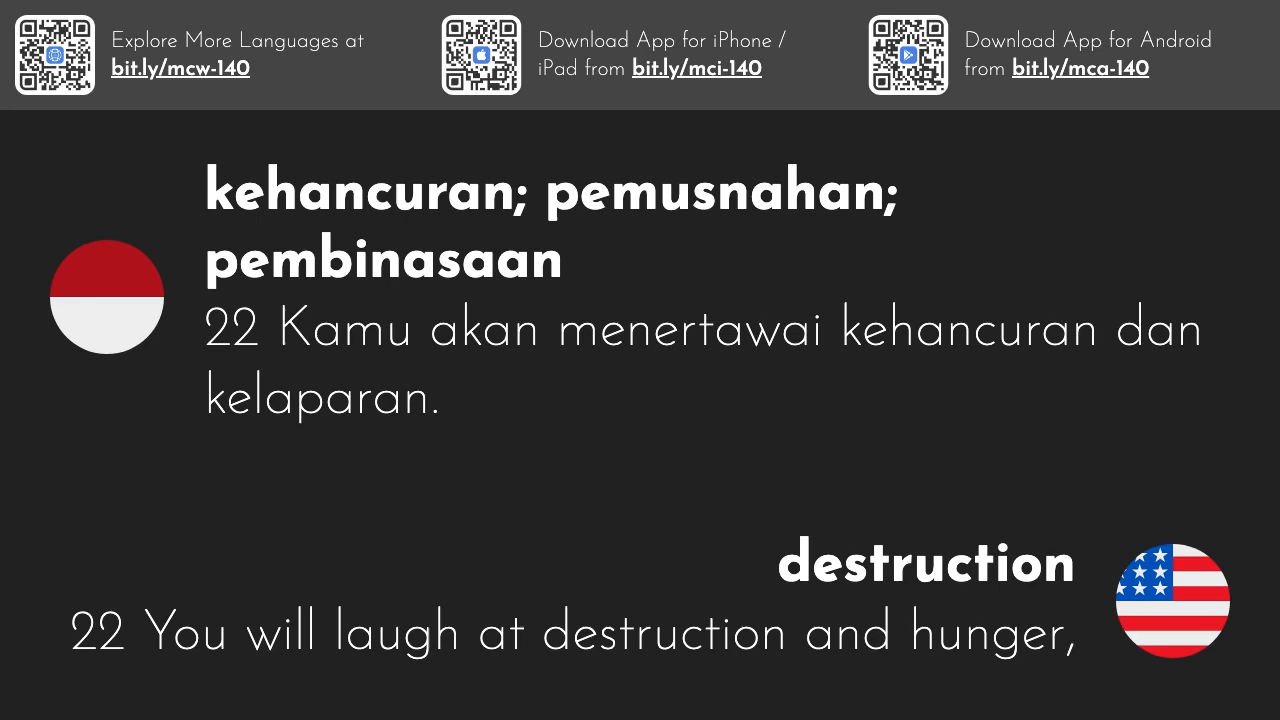 Explore More Languages at
bit.ly/mcw-140
Download App for iPhone /
iPad from bit.ly/mci-140
Download App for Android
from bit.ly/mca-140
kehancuran; pemusnahan;
pembinasaan
22 Kamu akan menertawai kehancuran dan
kelaparan.
destruction
22 You will laugh at destruction and hunger,